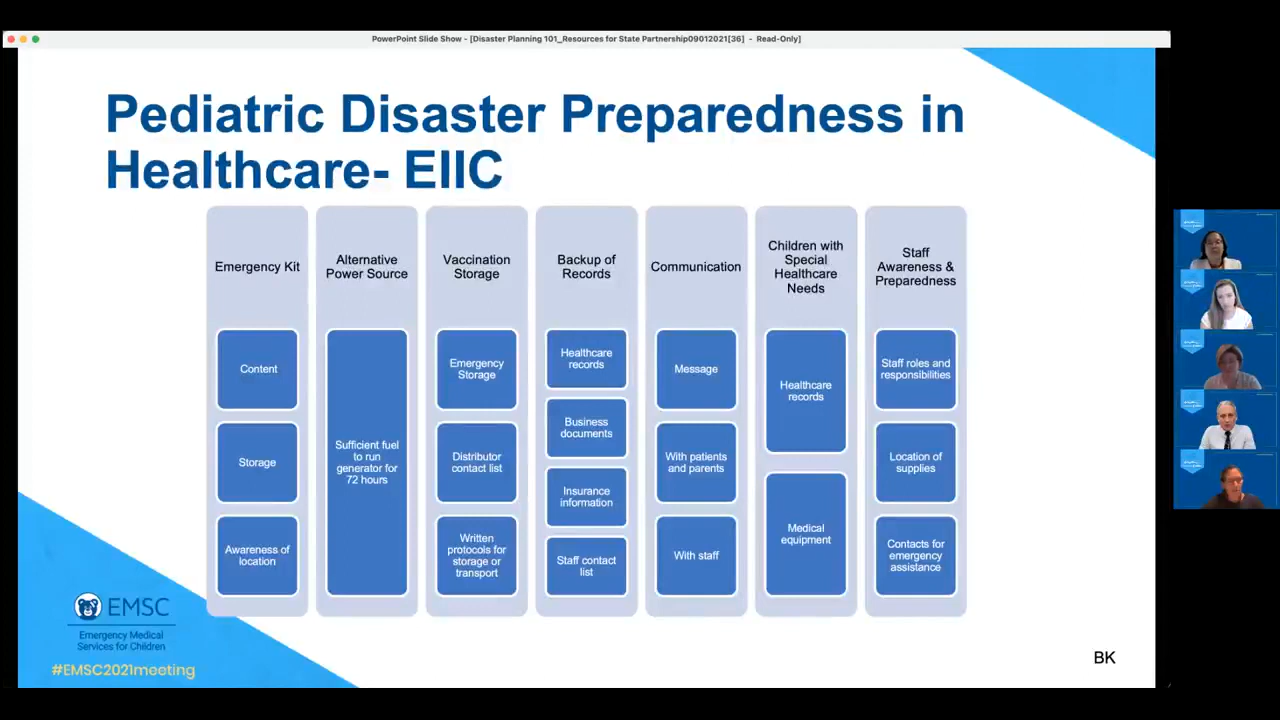 PowerPoint Slide Show - [Disaster Planning 101_Resources for State Partnership09012021[36] - Read-Only]
Pediatric Disaster Preparedness in
Healthcare- EIIC
Emergency Kit
Content
Storage
Awareness of
location
Alternative
Power Source
Sufficient fuel
to run
generator for
72 hours
Vaccination
Storage
Emergency
Storage
Distributor
contact list
Written
protocols for
storage or
transport
Backup of
Records
Healthcare
records
Business
documents
Insurance
information
Staff contact
list
Communication
Message
With patients
and parents
With staff
Children with
Special
Healthcare
Needs
Healthcare
records
Medical
equipment
Staff
Awareness &
Preparedness
Staff roles and
responsibilities
Location of
supplies
Contacts for
emergency
assistance
EMSC
Emergency Medical
Services for Children
#EMSC2021meeting
BK